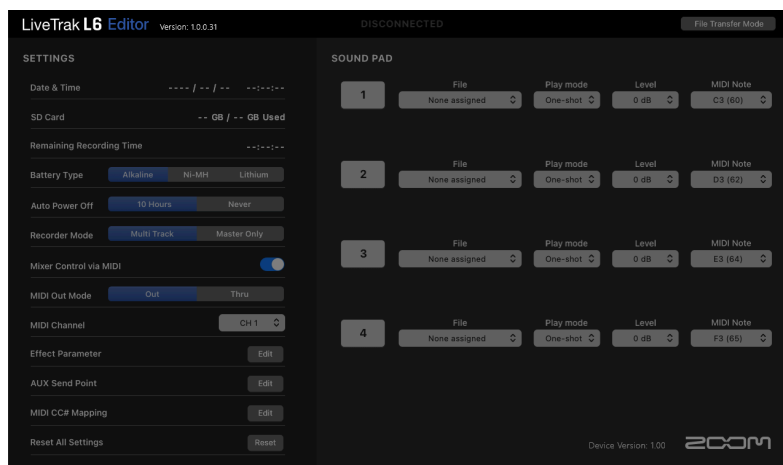 LiveTrak L6 Editor Version: 1.0.0.31 DISCONNECTED File Transfer Mode
SETTINGS
Date & Time ---- / -- / -- --:--:--
SD Card -- GB / -- GB Used
Remaining Recording Time --:--:--
Battery Type Alkaline Ni-MH Lithium
Auto Power Off 10 Hours Never
Recorder Mode Multi Track Master Only
Mixer Control via MIDI
MIDI Out Mode Out Thru
MIDI Channel CH 1
Effect Parameter Edit
AUX Send Point Edit
MIDI CC# Mapping Edit
Reset All Settings Reset
SOUND PAD
File Play mode Level MIDI Note
1 None assigned One-shot 0 dB C3 (60)
File Play mode Level MIDI Note
2 None assigned One-shot 0 dB D3 (62)
File Play mode Level MIDI Note
3 None assigned One-shot 0 dB E3 (64)
File Play mode Level MIDI Note
4 None assigned One-shot 0 dB F3 (65)
Device Version: 1.00 ZOOM